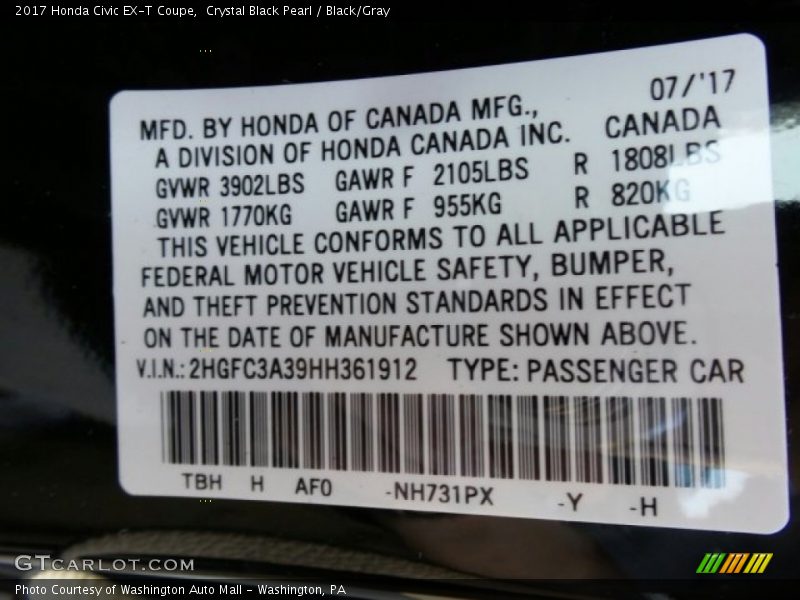 2017 Honda Civic EX-T Coupe, Crystal Black Pearl / Black/Gray
07/'17
MFD. BY HONDA OF CANADA MFG., CANADA
A DIVISION OF HONDA CANADA INC.
GVWR 3902LBS GAWR F 2105LBS R 1808LBS
GVWR 1770KG GAWR F 955KG R 820KG
THIS VEHICLE CONFORMS TO ALL APPLICABLE
FEDERAL MOTOR VEHICLE SAFETY, BUMPER,
AND THEFT PREVENTION STANDARDS IN EFFECT
ON THE DATE OF MANUFACTURE SHOWN ABOVE.
V.I.N.: 2HGFC3A39HH361912 TYPE: PASSENGER CAR
TBH H AF0 -NH731PX -Y -H
GTCARLOT.COM
Photo Courtesy of Washington Auto Mall - Washington, PA